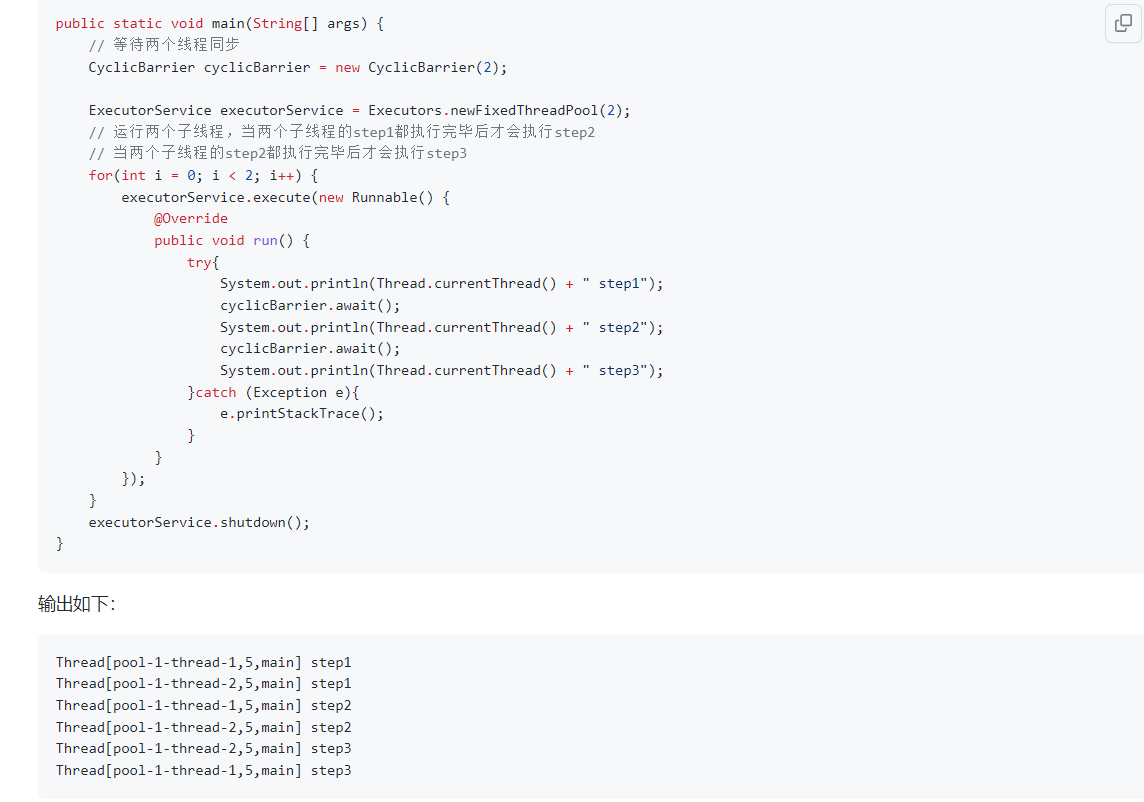 public static void main(String[] args) {
// 等待两个线程同步
CyclicBarrier cyclicBarrier = new CyclicBarrier(2);
ExecutorService executorService = Executors.newFixedThreadPool(2);
// 运行两个子线程，当两个子线程的step1都执行完毕后才会执行step2
// 当两个子线程的step2都执行完毕后才会执行step3
for(int i = 0; i < 2; i++) {
executorService.execute(new Runnable() {
@Override
public void run() {
try{
System.out.println(Thread.currentThread() + " step1");
cyclicBarrier.await();
System.out.println(Thread.currentThread() + " step2");
cyclicBarrier.await();
System.out.println(Thread.currentThread() + " step3");
}catch (Exception e){
e.printStackTrace();
}
}
});
}
executorService.shutdown();
}
输出如下：
Thread[pool-1-thread-1,5,main] step1
Thread[pool-1-thread-2,5,main] step1
Thread[pool-1-thread-1,5,main] step2
Thread[pool-1-thread-2,5,main] step2
Thread[pool-1-thread-2,5,main] step3
Thread[pool-1-thread-1,5,main] step3